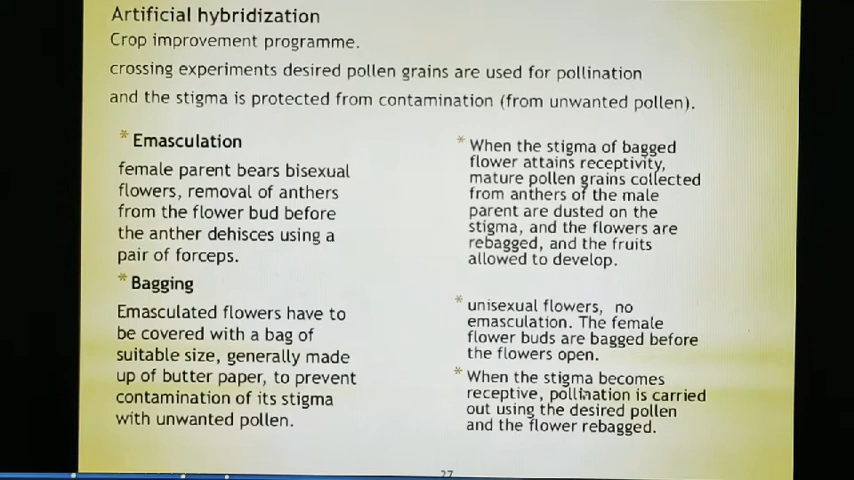 Artificial hybridization
Crop improvement programme.
crossing experiments desired pollen grains are used for pollination
and the stigma is protected from contamination (from unwanted pollen).
* Emasculation
female parent bears bisexual
flowers, removal of anthers
from the flower bud before
the anther dehisces using a
pair of forceps.
* Bagging
Emasculated flowers have to
be covered with a bag of
suitable size, generally made
up of butter paper, to prevent
contamination of its stigma
with unwanted pollen.
* When the stigma of bagged
flower attains receptivity,
mature pollen grains collected
from anthers of the male
parent are dusted on the
stigma, and the flowers are
rebagged, and the fruits
allowed to develop.
* unisexual flowers, no
emasculation. The female
flower buds are bagged before
the flowers open.
* When the stigma becomes
receptive, pollination is carried
out using the desired pollen
and the flower rebagged.
27